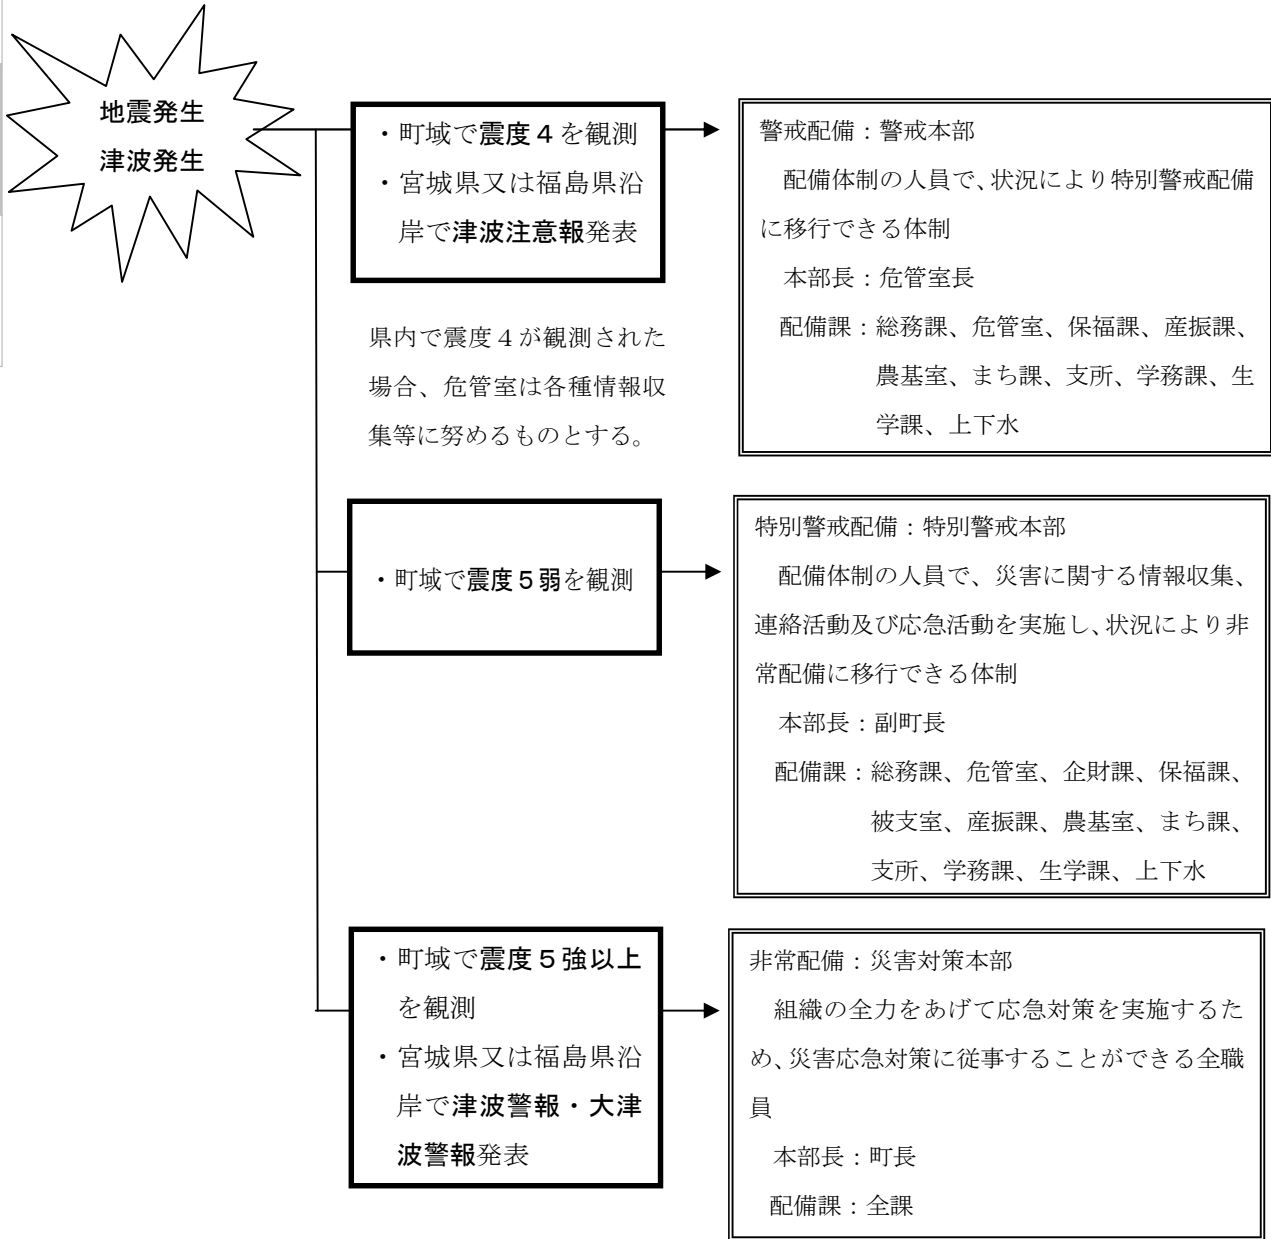 地震発生
津波発生
・町域で震度４を観測
・宮城県又は福島県沿
岸で津波注意報発表
県内で震度４が観測された
場合、危管室は各種情報収
集等に努めるものとする。
警戒配備：警戒本部
配備体制の人員で、状況により特別警戒配備
に移行できる体制
本部長：危管室長
配備課：総務課、危管室、保福課、産振課、
農基室、まち課、支所、学務課、生
学課、上下水
・町域で震度５弱を観測
特別警戒配備：特別警戒本部
配備体制の人員で、災害に関する情報収集、
連絡活動及び応急活動を実施し、状況により非
常配備に移行できる体制
本部長：副町長
配備課：総務課、危管室、企財課、保福課、
被支室、産振課、農基室、まち課、
支所、学務課、生学課、上下水
・町域で震度５強以上
を観測
・宮城県又は福島県沿
岸で津波警報・大津
波警報発表
非常配備：災害対策本部
組織の全力をあげて応急対策を実施するた
め、災害応急対策に従事することができる全職
員
本部長：町長
配備課：全課